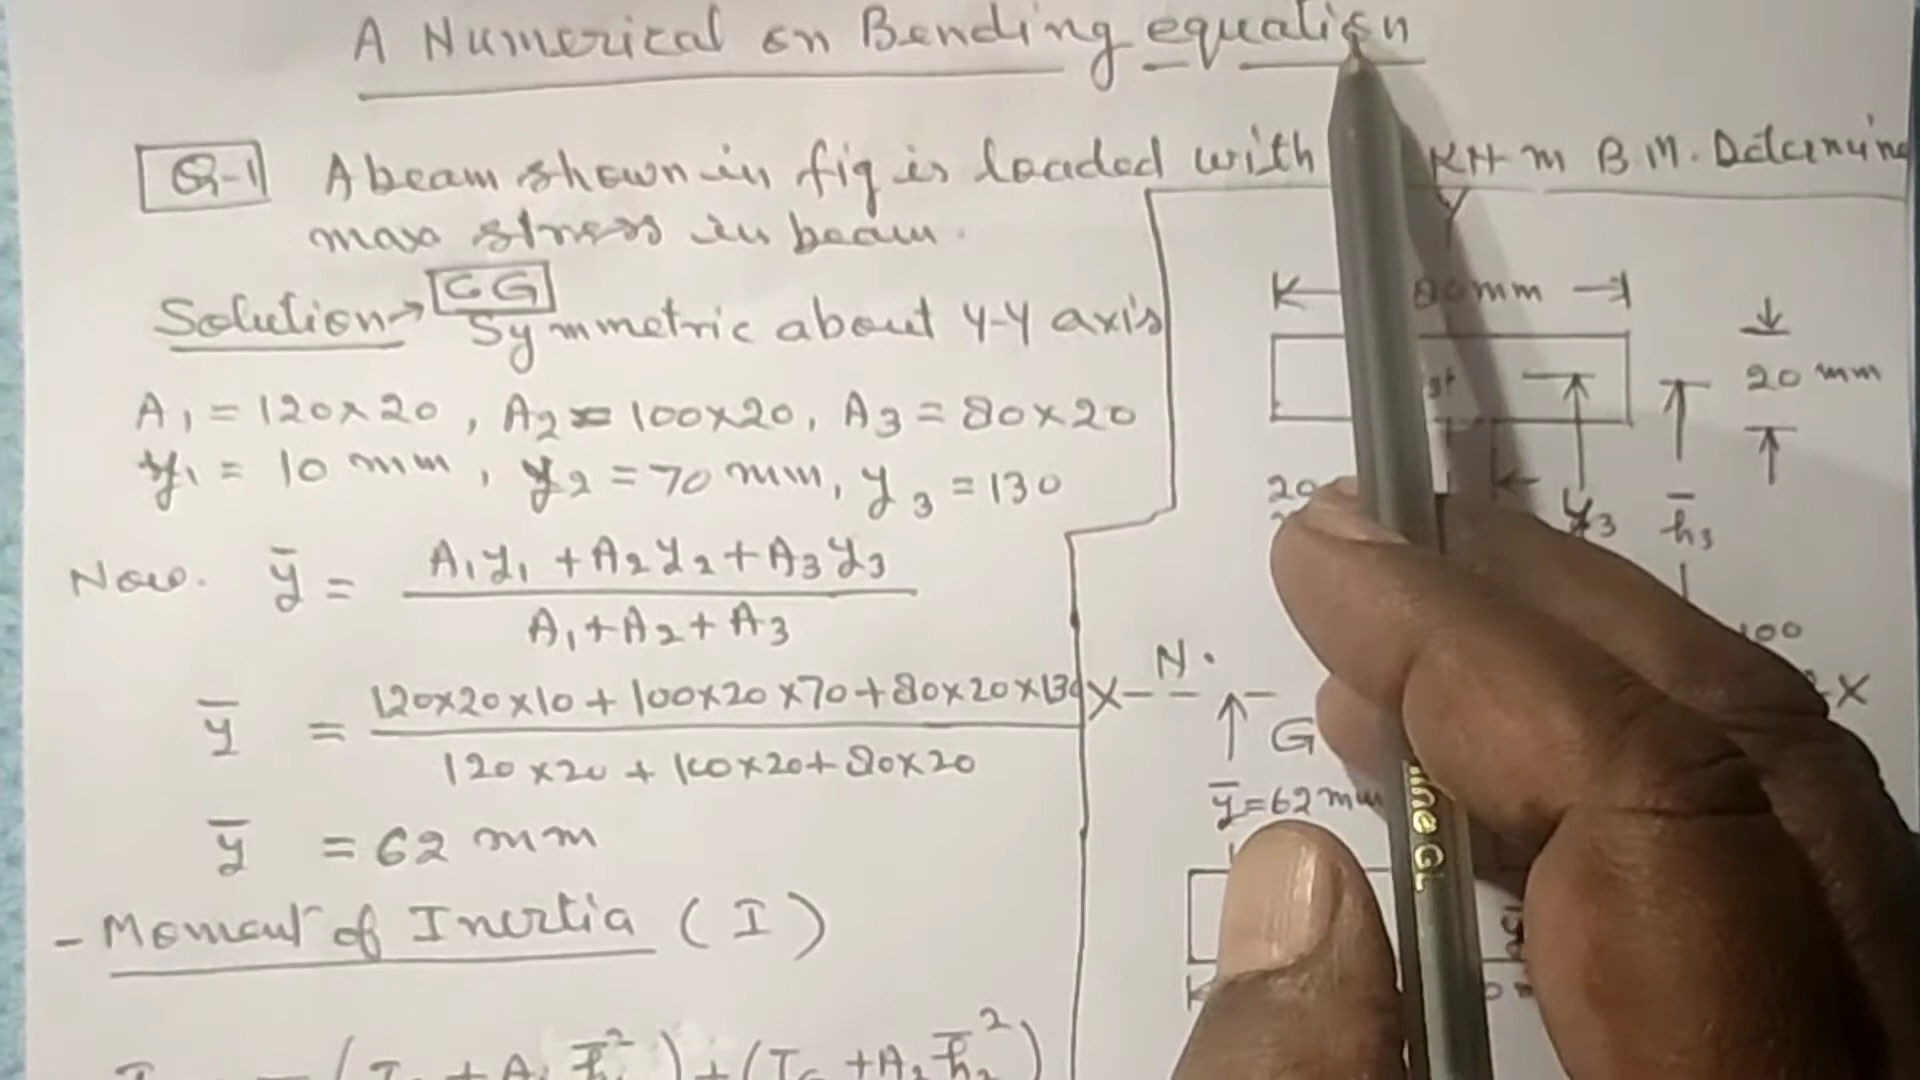 A Numerical on Bending equation
Q-1 A beam shown in fig is loaded with KN m B.M. Determine
max stress in beam.
Solution → CG
Symmetric about y-y axis
A1 = 120×20, A2 = 100×20, A3 = 80×20
y1 = 10 mm, y2 = 70 mm, y3 = 130
Now. ȳ = A1y1 + A2y2 + A3y3
A1 + A2 + A3
ȳ = 120×20×10 + 100×20×70 + 80×20×130
120×20 + 100×20 + 80×20
ȳ = 62 mm
- Moment of Inertia (I)
Y
80 mm
20 mm
20
y3
h̄3
100
X N. X
G
ȳ = 62 mm